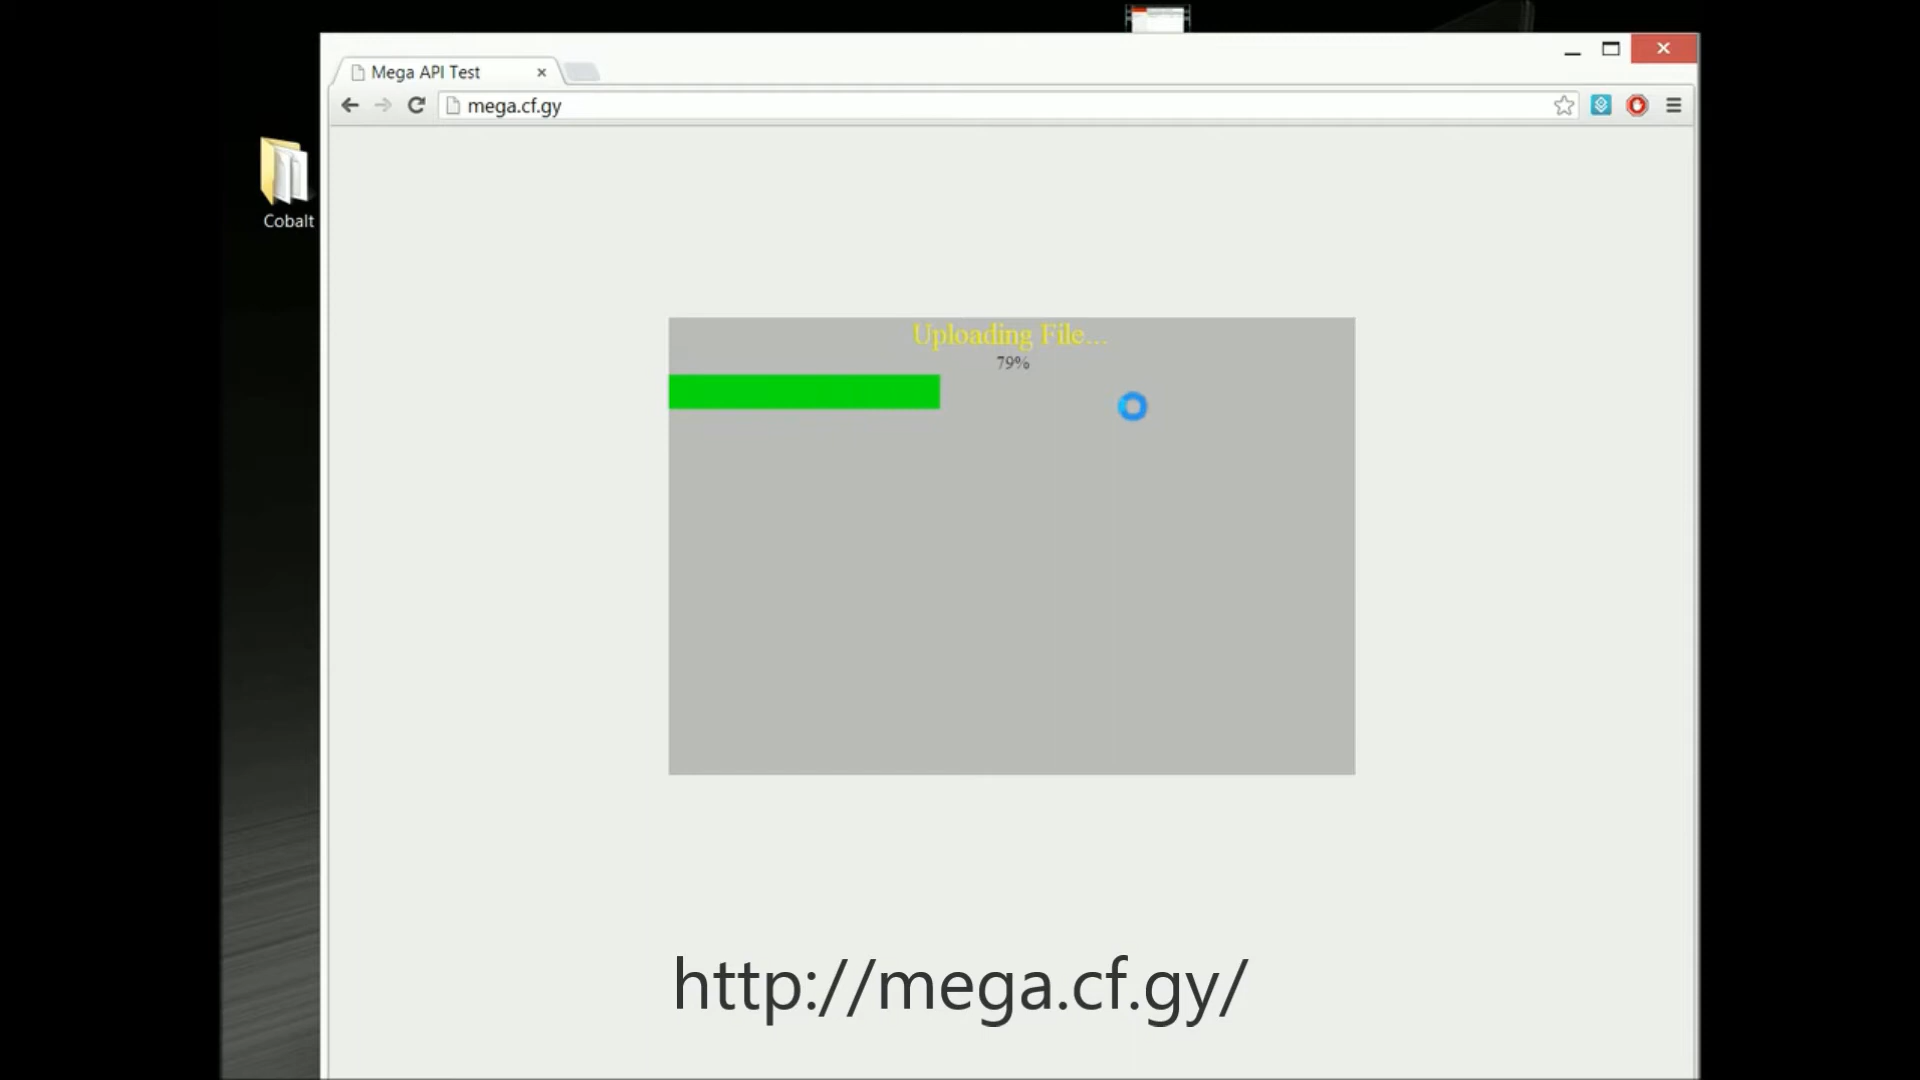 Mega API Test
mega.cf.gy
Cobalt
Uploading File...
79%
http://mega.cf.gy/